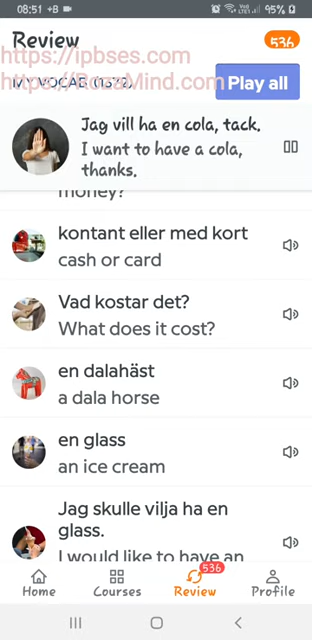 08:51 +B
95%
Review
536
https://ipbses.com
MY VOCAB
https://RosaMind.com
Play all
Jag vill ha en cola, tack.
I want to have a cola,
thanks.
money?
kontant eller med kort
cash or card
Vad kostar det?
What does it cost?
en dalahäst
a dala horse
en glass
an ice cream
Jag skulle vilja ha en
glass.
I would like to have an
536
Home
Courses
Review
Profile